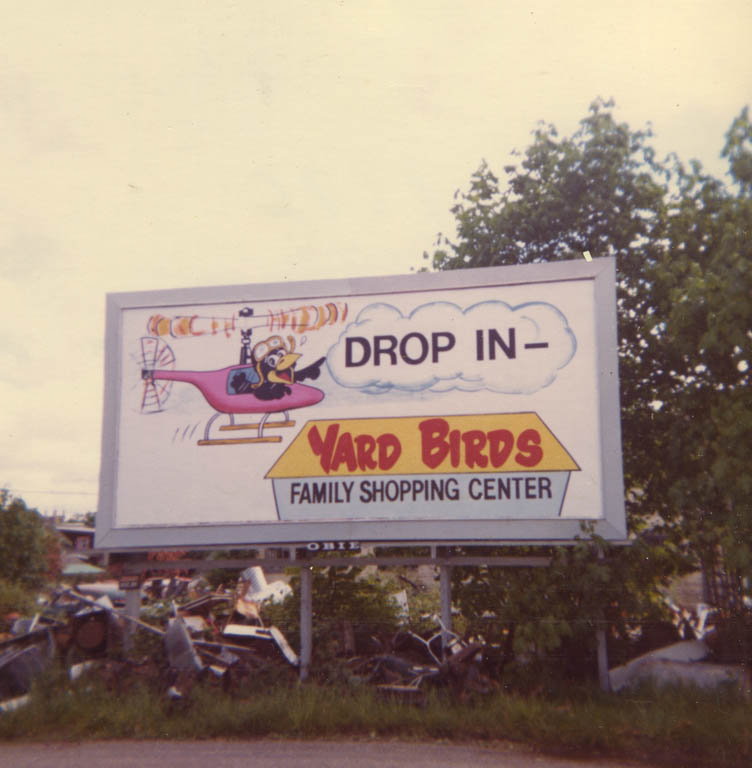 DROP IN –
YARD BIRDS
FAMILY SHOPPING CENTER
OBIE